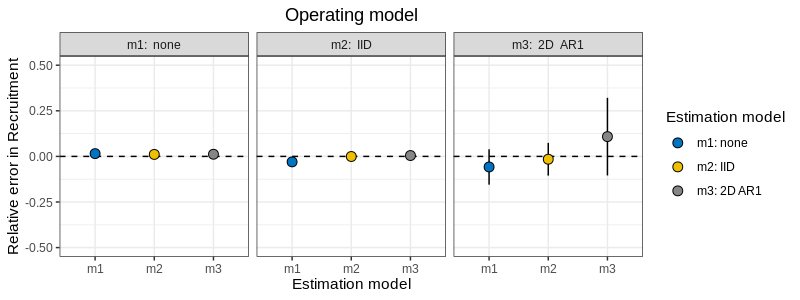 Operating model
m1: none
m2: IID
m3: 2D AR1
Relative error in Recruitment
0.50
0.25
0.00
-0.25
-0.50
m1 m2 m3
m1 m2 m3
m1 m2 m3
Estimation model
Estimation model
m1: none
m2: IID
m3: 2D AR1